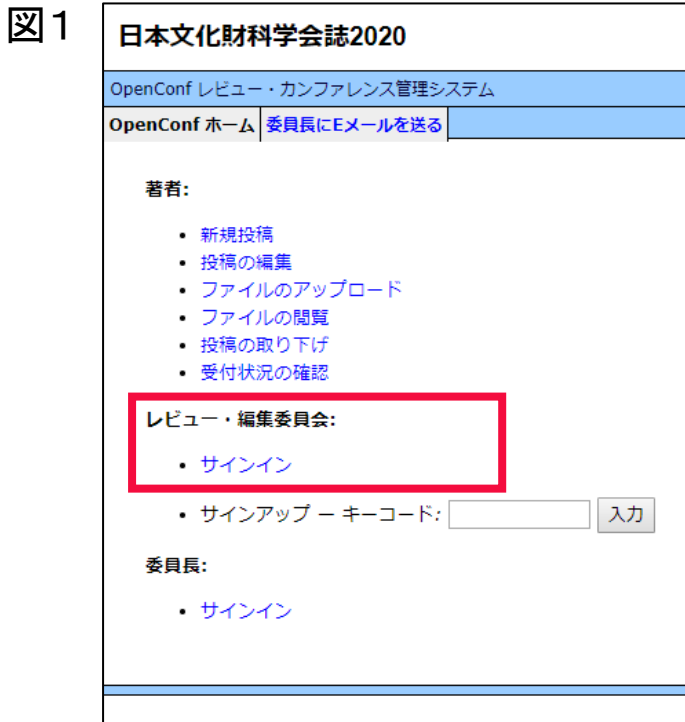 図1
日本文化財科学会誌2020
OpenConf レビュー・カンファレンス管理システム
OpenConf ホーム 委員長にEメールを送る
著者:
• 新規投稿
• 投稿の編集
• ファイルのアップロード
• ファイルの閲覧
• 投稿の取り下げ
• 受付状況の確認
レビュー・編集委員会:
• サインイン
• サインアップ ー キーコード: 入力
委員長:
• サインイン